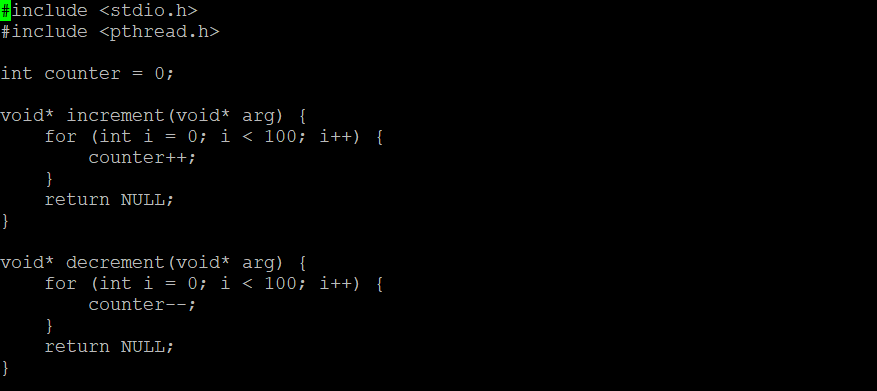 #include <stdio.h>
#include <pthread.h>

int counter = 0;

void* increment(void* arg) {
    for (int i = 0; i < 100; i++) {
        counter++;
    }
    return NULL;
}

void* decrement(void* arg) {
    for (int i = 0; i < 100; i++) {
        counter--;
    }
    return NULL;
}